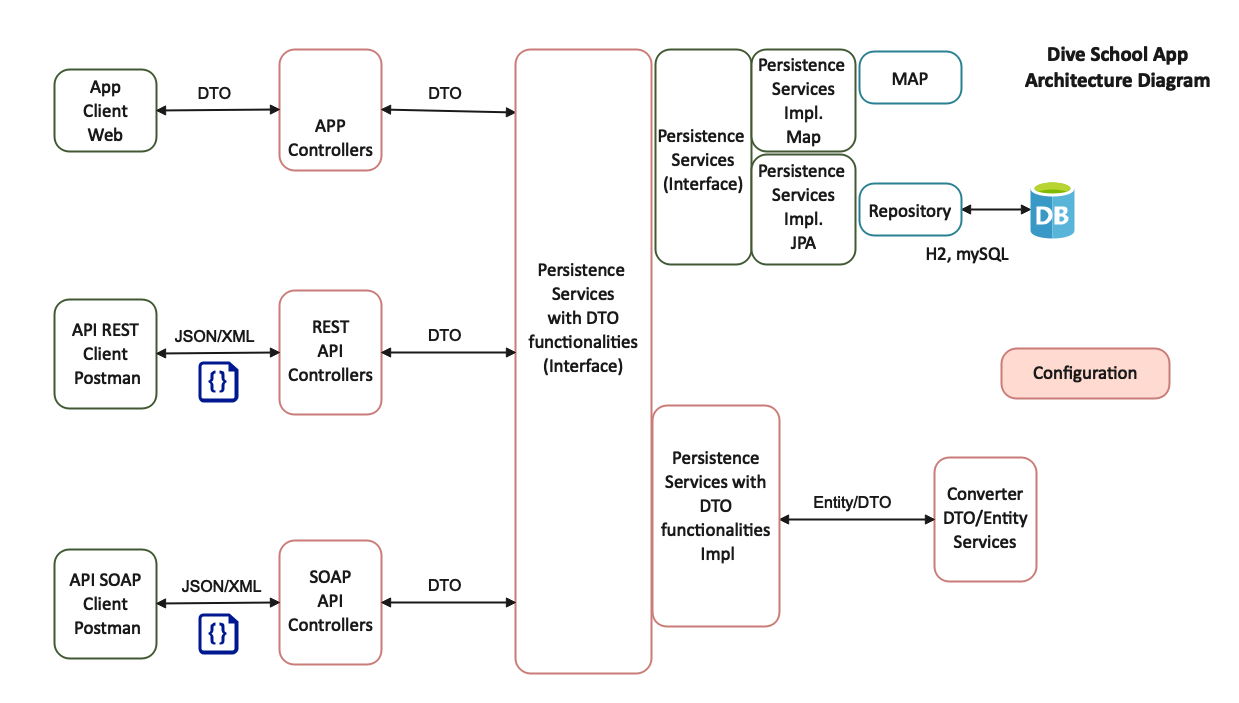 Dive School App
Architecture Diagram
App
Client
Web
DTO
APP
Controllers
DTO
Persistence
Services
with DTO
functionalities
(Interface)
Persistence
Services
(Interface)
Persistence
Services
Impl.
Map
MAP
Persistence
Services
Impl.
JPA
Repository
DB
H2, mySQL
API REST
Client
Postman
JSON/XML
{}
REST
API
Controllers
DTO
Configuration
Persistence
Services with
DTO
functionalities
Impl
Entity/DTO
Converter
DTO/Entity
Services
API SOAP
Client
Postman
JSON/XML
{}
SOAP
API
Controllers
DTO